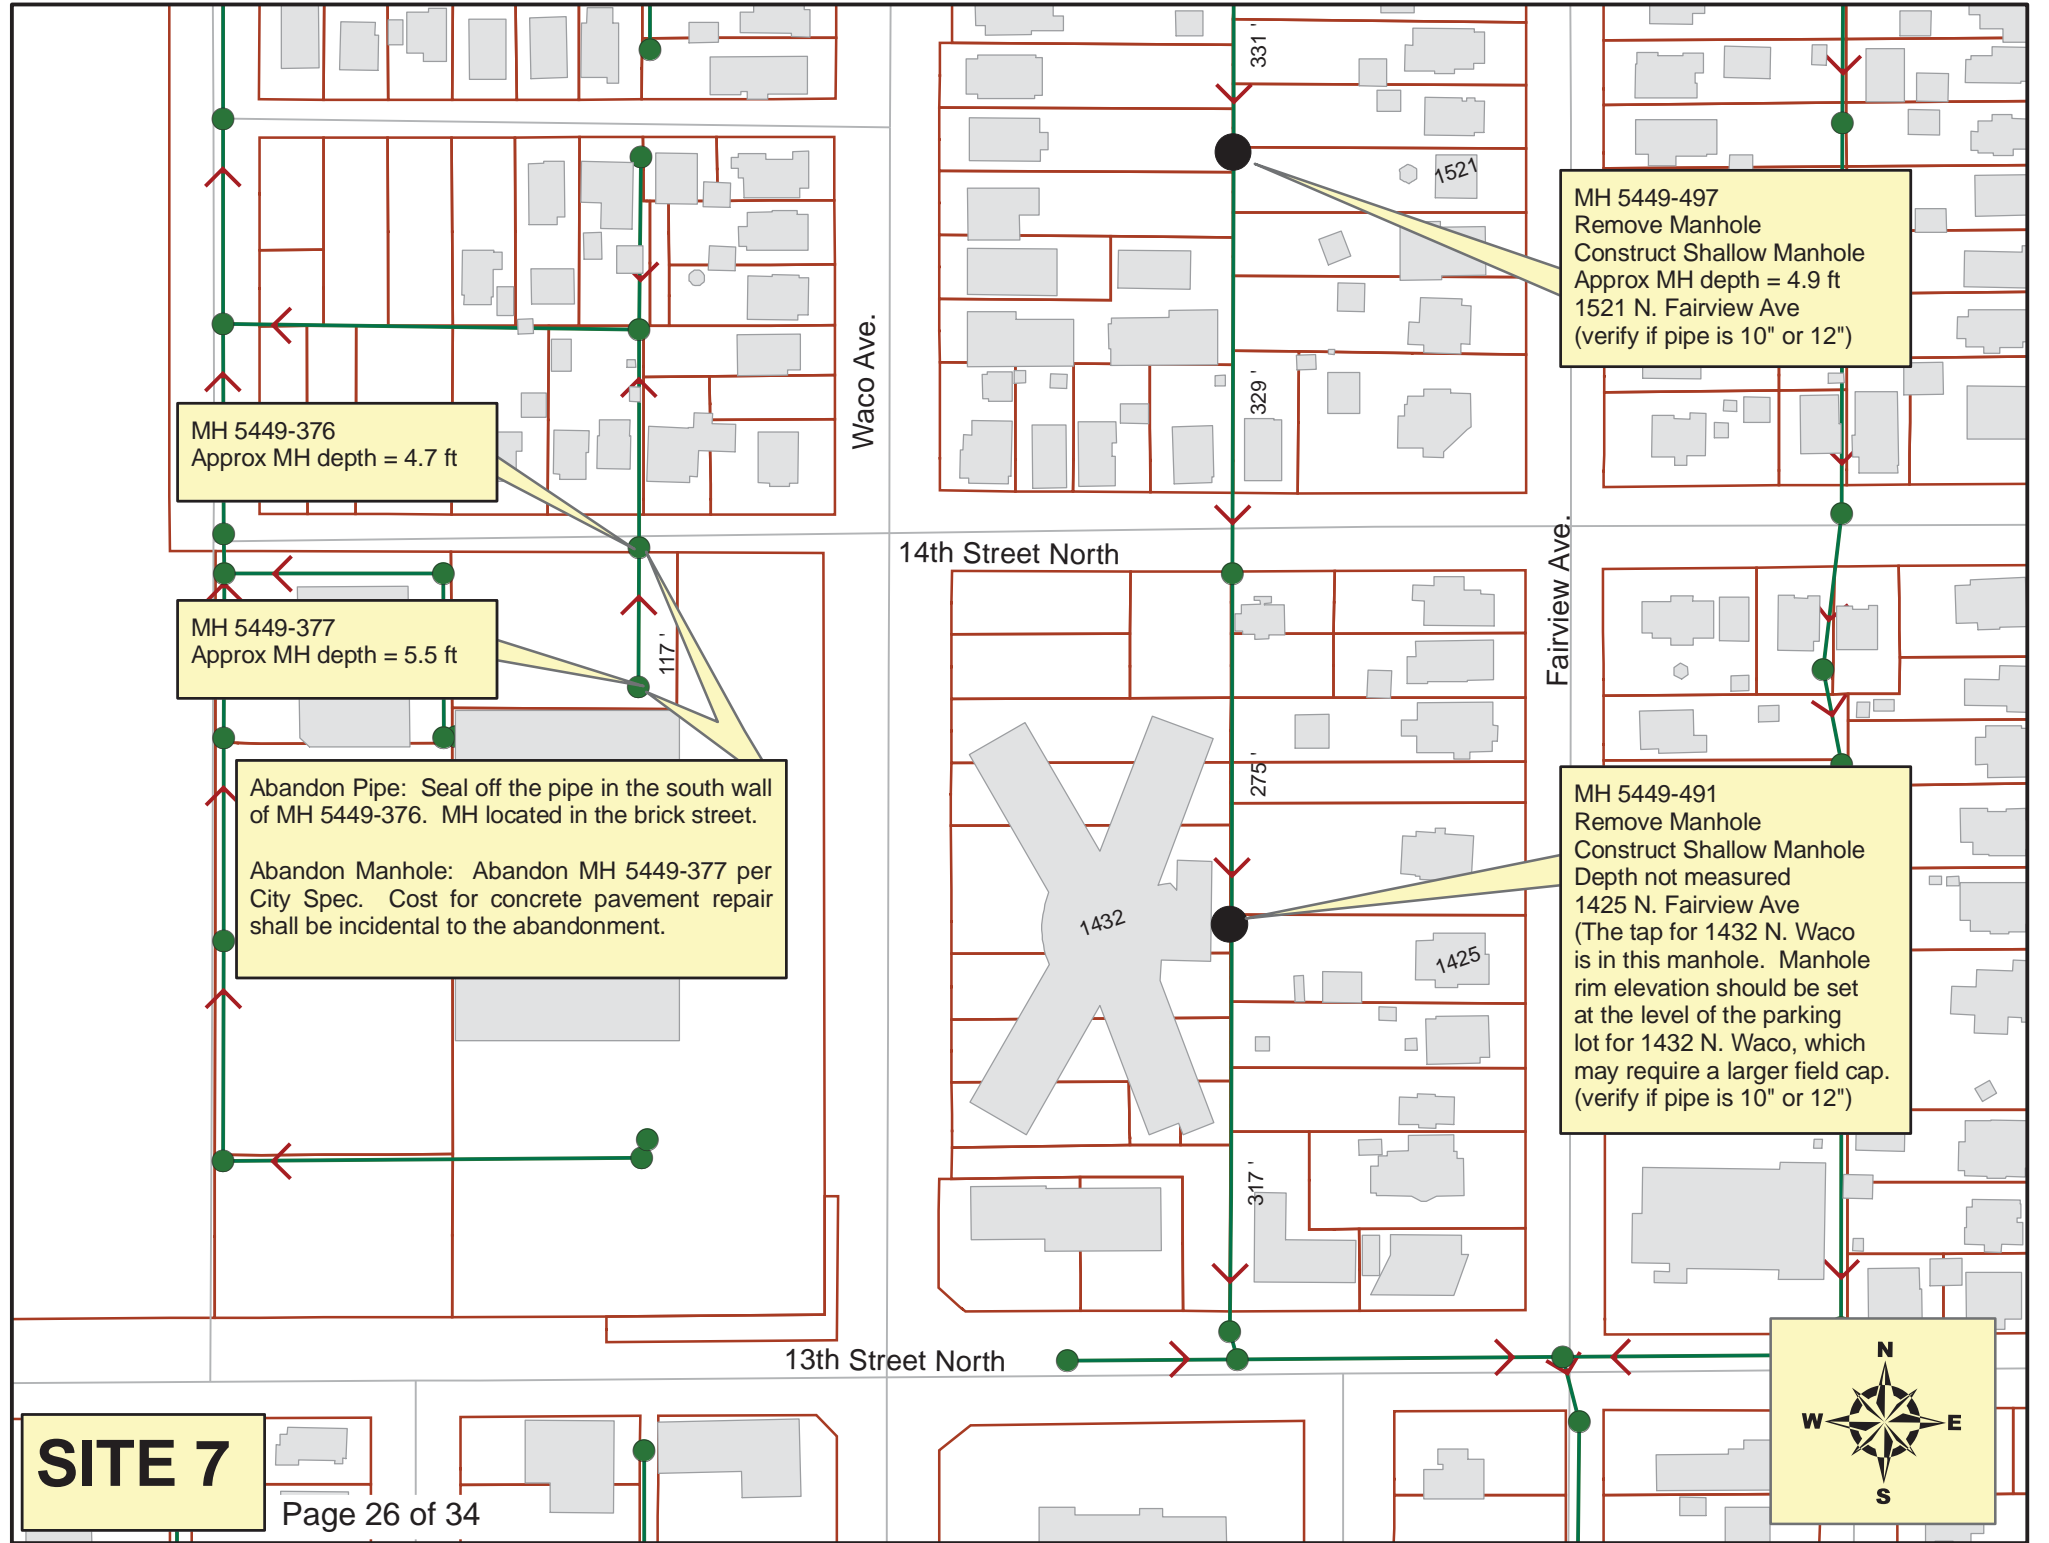 331 '
1521
MH 5449-497
Remove Manhole
Construct Shallow Manhole
Approx MH depth = 4.9 ft
1521 N. Fairview Ave
(verify if pipe is 10" or 12")
Waco Ave.
329 '
MH 5449-376
Approx MH depth = 4.7 ft
14th Street North
Fairview Ave.
MH 5449-377
Approx MH depth = 5.5 ft
117 '
275 '
Abandon Pipe: Seal off the pipe in the south wall
of MH 5449-376. MH located in the brick street.
Abandon Manhole: Abandon MH 5449-377 per
City Spec. Cost for concrete pavement repair
shall be incidental to the abandonment.
MH 5449-491
Remove Manhole
Construct Shallow Manhole
Depth not measured
1425 N. Fairview Ave
(The tap for 1432 N. Waco
is in this manhole. Manhole
rim elevation should be set
at the level of the parking
lot for 1432 N. Waco, which
may require a larger field cap.
(verify if pipe is 10" or 12")
1432
1425
317 '
13th Street North
N
W
E
S
SITE 7
Page 26 of 34